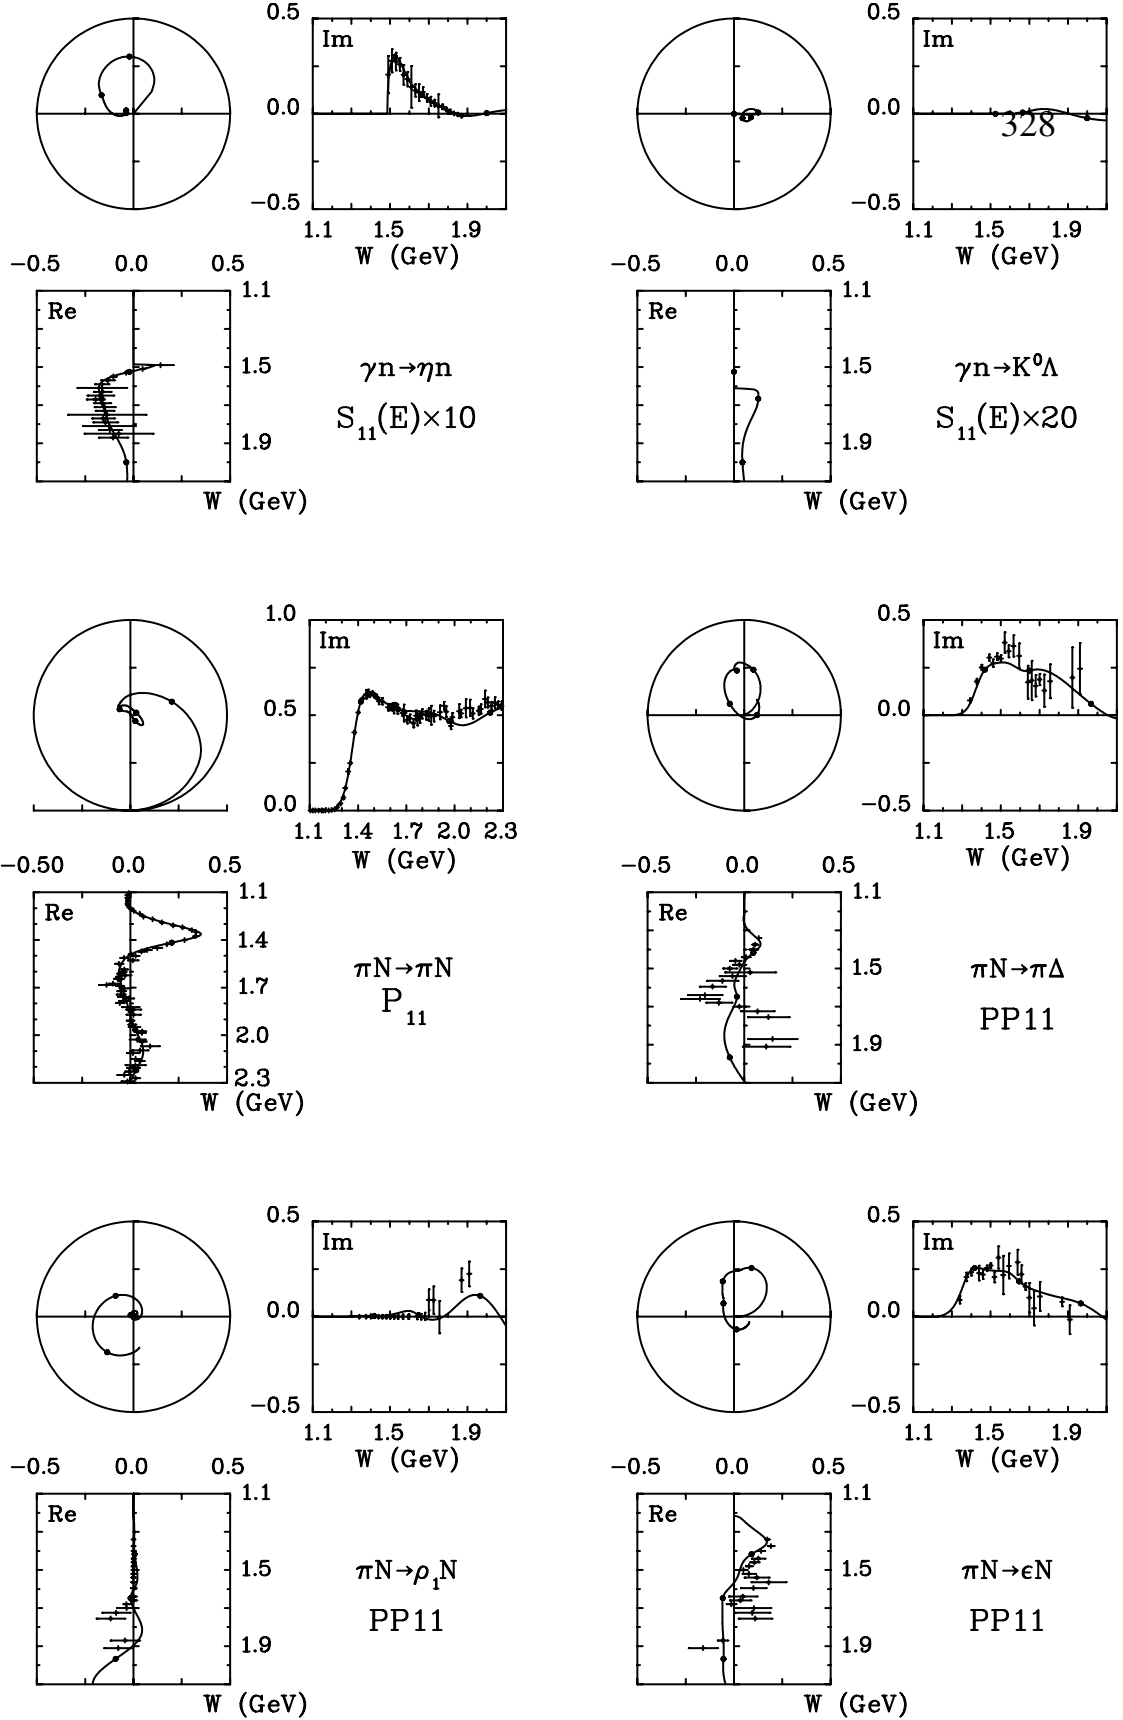 0.5
Im
0.0
−0.5
1.1 1.5 1.9
W (GeV)
−0.5 0.0 0.5
Re
1.1
1.5
1.9
W (GeV)
γn→ηn
S₁₁(E)×10
0.5
Im
0.0
328
−0.5
1.1 1.5 1.9
W (GeV)
−0.5 0.0 0.5
Re
1.1
1.5
1.9
W (GeV)
γn→K⁰Λ
S₁₁(E)×20
1.0
Im
0.5
0.0
1.1 1.4 1.7 2.0 2.3
W (GeV)
−0.50 0.0 0.5
Re
1.1
1.4
1.7
2.0
2.3
W (GeV)
πN→πN
P₁₁
0.5
Im
0.0
−0.5
1.1 1.5 1.9
W (GeV)
−0.5 0.0 0.5
Re
1.1
1.5
1.9
W (GeV)
πN→πΔ
PP11
0.5
Im
0.0
−0.5
1.1 1.5 1.9
W (GeV)
−0.5 0.0 0.5
Re
1.1
1.5
1.9
W (GeV)
πN→ρ₁N
PP11
0.5
Im
0.0
−0.5
1.1 1.5 1.9
W (GeV)
−0.5 0.0 0.5
Re
1.1
1.5
1.9
W (GeV)
πN→ϵN
PP11